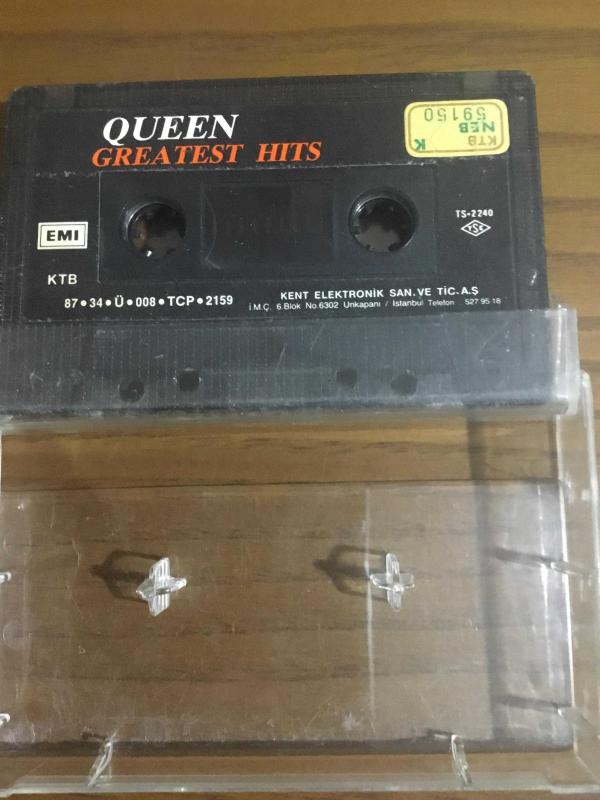 QUEEN
GREATEST HITS
KTB
NEB K
59150
EMI
TS-2240
TSE
KTB
87•34•Ü•008•TCP•2159
KENT ELEKTRONİK SAN. VE TİC. A.Ş
İ.M.Ç. 6.Blok No.6302 Unkapanı / Istanbul Telefon 527 95 18